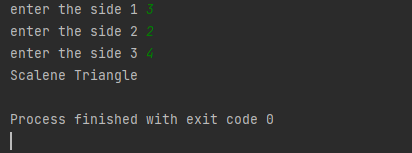 enter the side 1 3
enter the side 2 2
enter the side 3 4
Scalene Triangle
Process finished with exit code 0